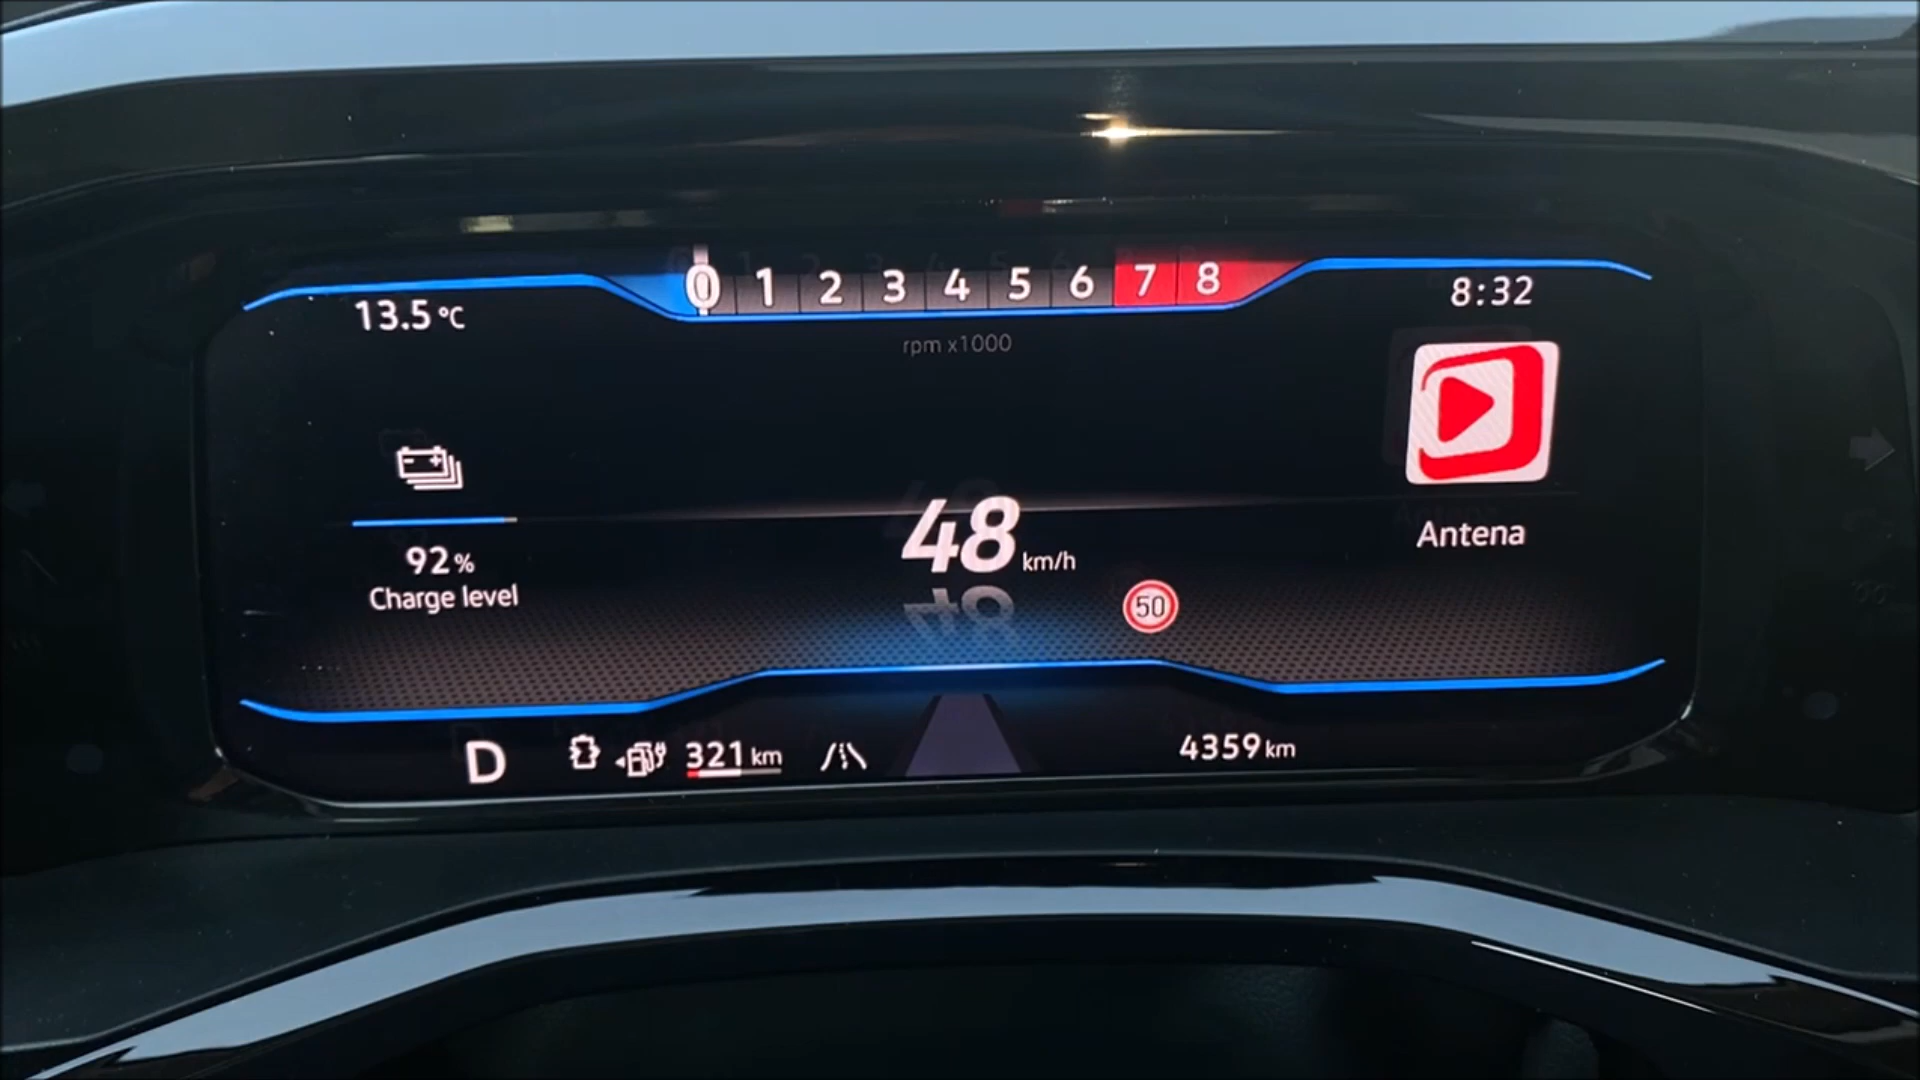 0 1 2 3 4 5 6 7 8
13.5 °C
8:32
rpm x1000
48 km/h
Antena
92 %
Charge level
50
D
321 km
4359 km